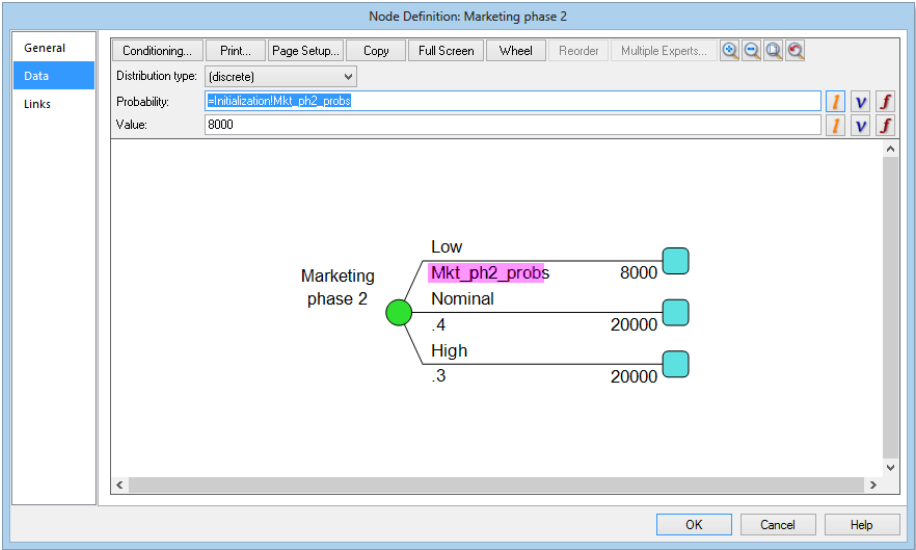 Node Definition: Marketing phase 2
General
Data
Links
Conditioning... Print... Page Setup... Copy Full Screen Wheel Reorder Multiple Experts...
Distribution type: (discrete)
Probability: =Initialization!Mkt_ph2_probs l v f
Value: 8000 l v f
Low
Mkt_ph2_probs 8000
Marketing
phase 2
Nominal
.4 20000
High
.3 20000
OK Cancel Help